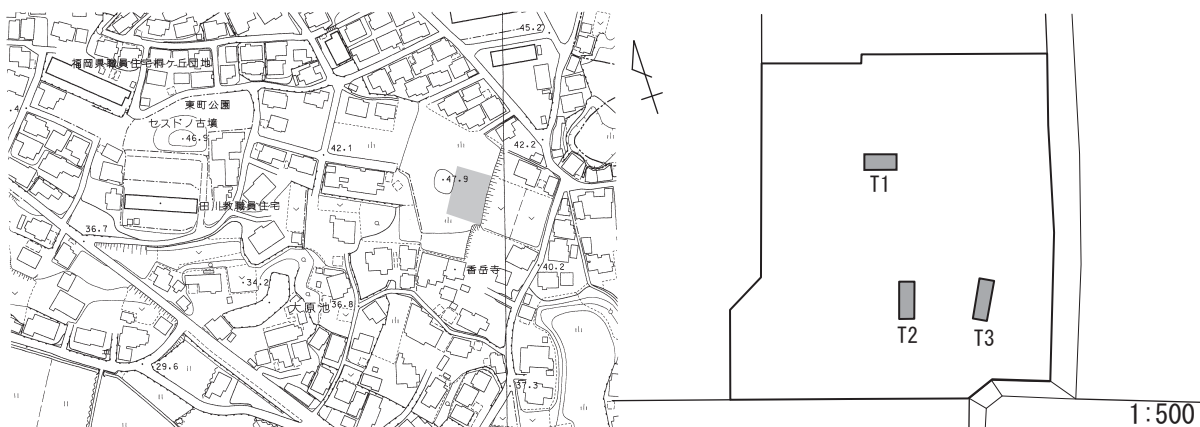 45.2
福岡県職員住宅桐ケ丘団地
.4
東町公園
セスドノ古墳
46.9
42.1
42.2
47.9
田川教職員住宅
36.7
香岳寺
40.2
34.2
大原池
36.8
29.6
37.3
T1
T2
T3
1:500